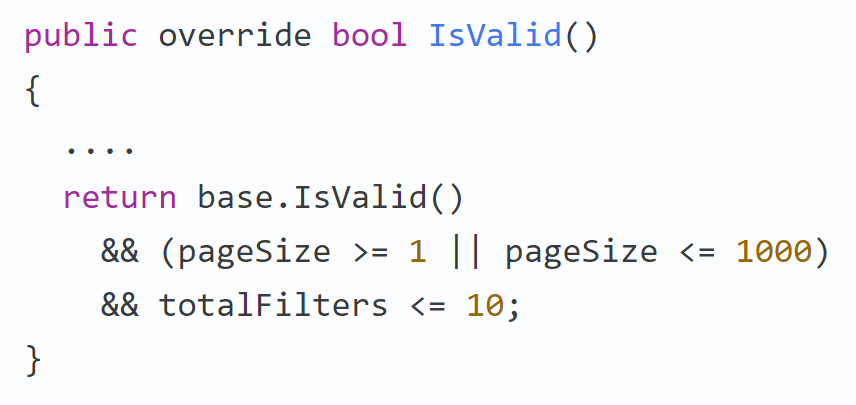 public override bool IsValid()
{
  ....
  return base.IsValid()
    && (pageSize >= 1 || pageSize <= 1000)
    && totalFilters <= 10;
}